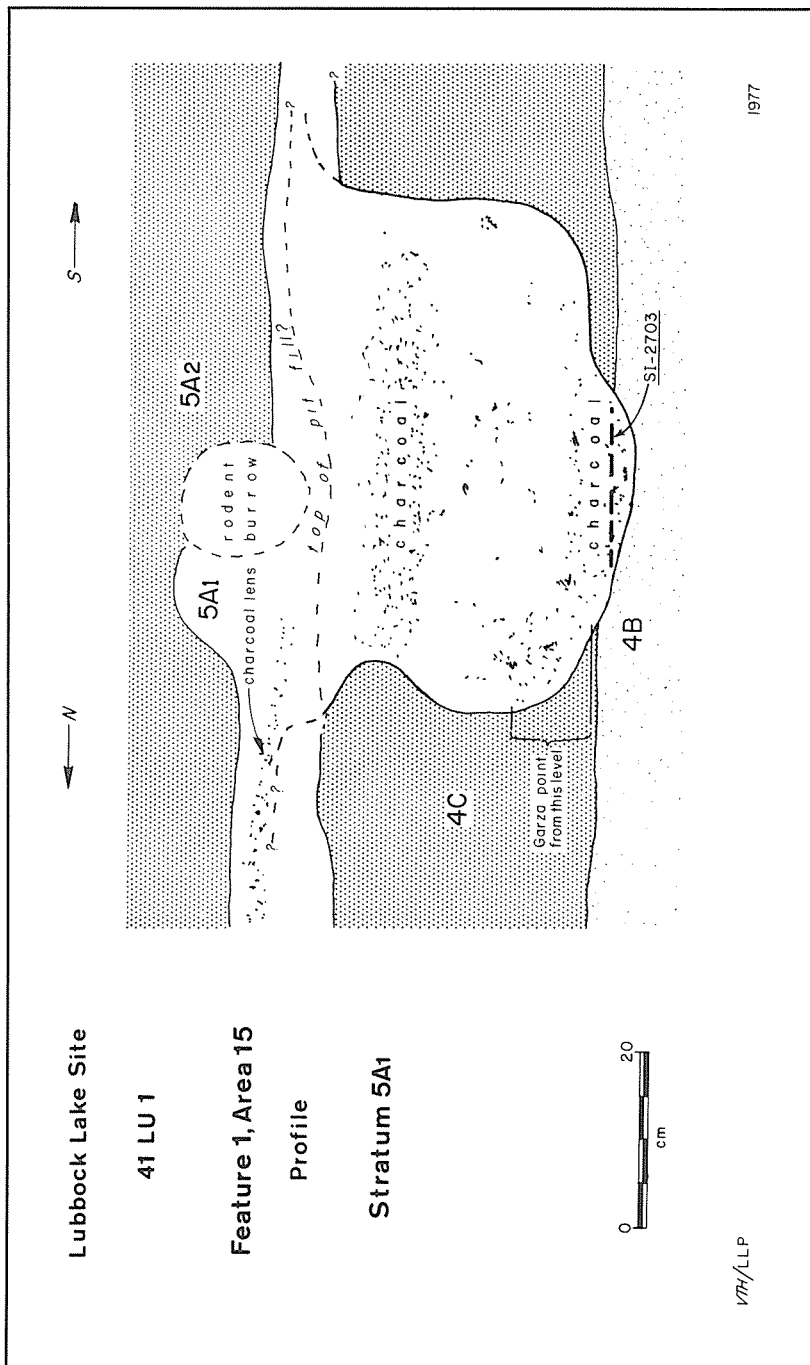 Lubbock Lake Site
41 LU 1
Feature 1, Area 15
Profile
Stratum 5A1
0 20
cm
VTH/LLP
N
S
5A2
5A1
rodent
burrow
charcoal lens
?
?
?
?
top of pit fill?
charcoal
4C
Garza point
from this level
charcoal
SI-2703
4B
1977